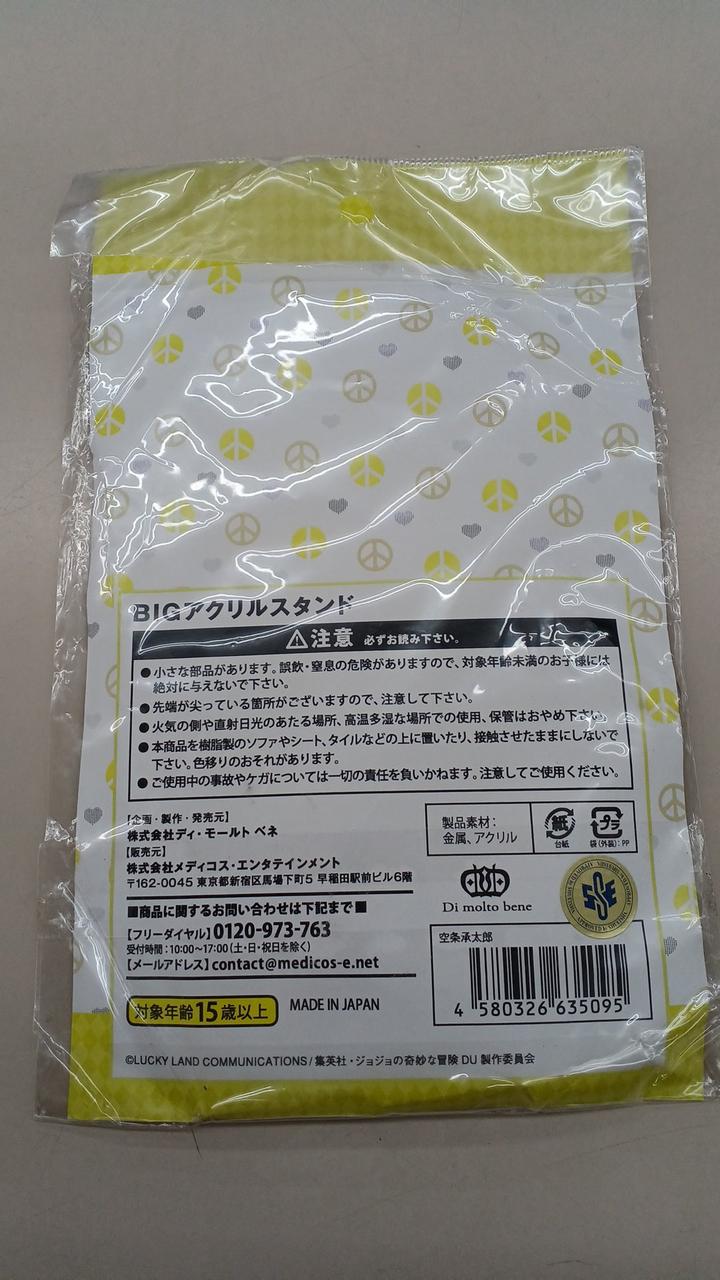 BIGアクリルスタンド
⚠注意 必ずお読み下さい。
●小さな部品があります。誤飲・窒息の危険がありますので、対象年齢未満のお子様には
絶対に与えないで下さい。
●先端が尖っている箇所がございますので、注意して下さい。
●火気の側や直射日光のあたる場所、高温多湿な場所での使用、保管はおやめ下さい。
●本商品を樹脂製のソファやシート、タイルなどの上に置いたり、接触させたままにしないで
下さい。色移りのおそれがあります。
●ご使用中の事故やケガについては一切の責任を負いかねます。注意してご使用ください。
【企画・製作・発売元】
株式会社ディ・モールト ベネ
【販売元】
株式会社メディコス・エンタテインメント
〒162-0045 東京都新宿区馬場下町5 早稲田駅前ビル6階
■商品に関するお問い合わせは下記まで■
【フリーダイヤル】0120-973-763
受付時間:10:00~17:00(土・日・祝日を除く)
【メールアドレス】contact@medicos-e.net
対象年齢15歳以上
MADE IN JAPAN
製品素材:
金属、アクリル
紙
台紙
プラ
袋(外装):PP
Di molto bene
空条承太郎
4 580326 635095
©LUCKY LAND COMMUNICATIONS/集英社・ジョジョの奇妙な冒険 DU 製作委員会